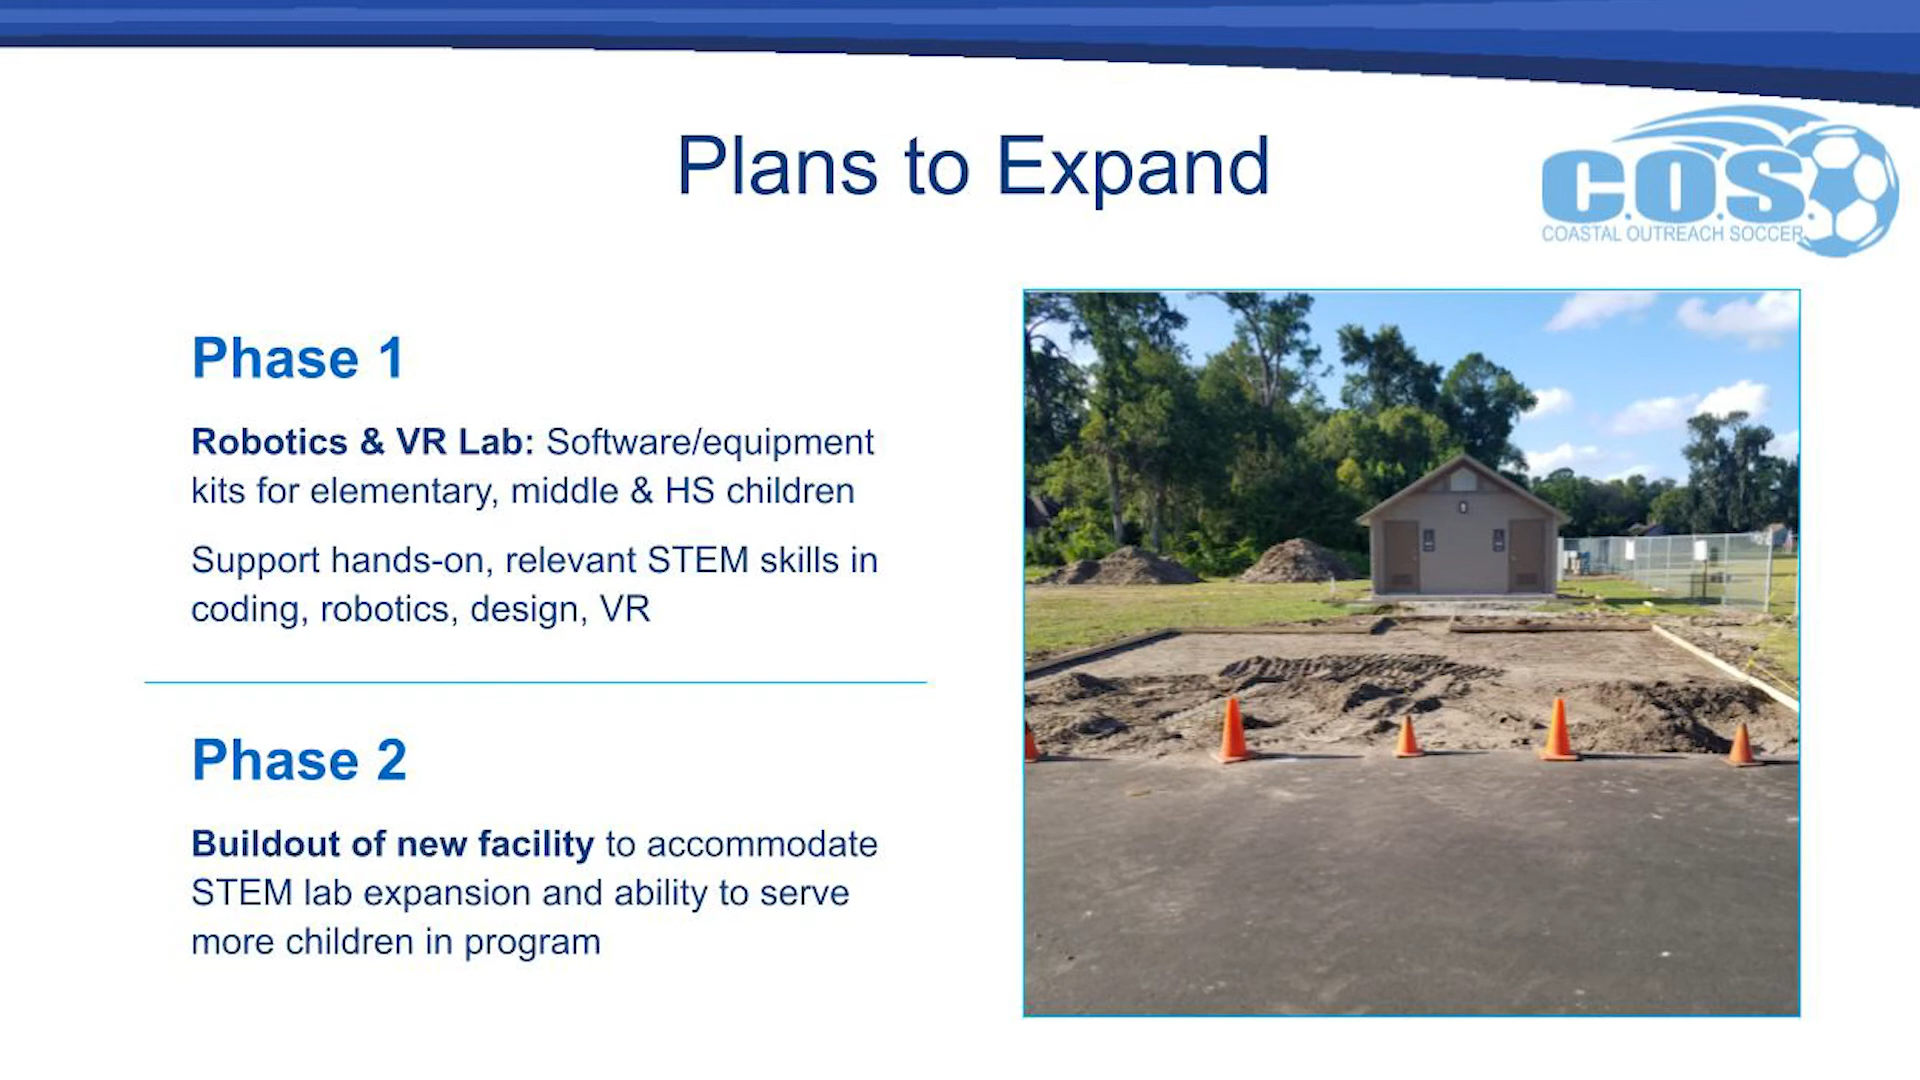 Plans to Expand
C.O.S.
COASTAL OUTREACH SOCCER
Phase 1
Robotics & VR Lab: Software/equipment
kits for elementary, middle & HS children
Support hands-on, relevant STEM skills in
coding, robotics, design, VR
Phase 2
Buildout of new facility to accommodate
STEM lab expansion and ability to serve
more children in program